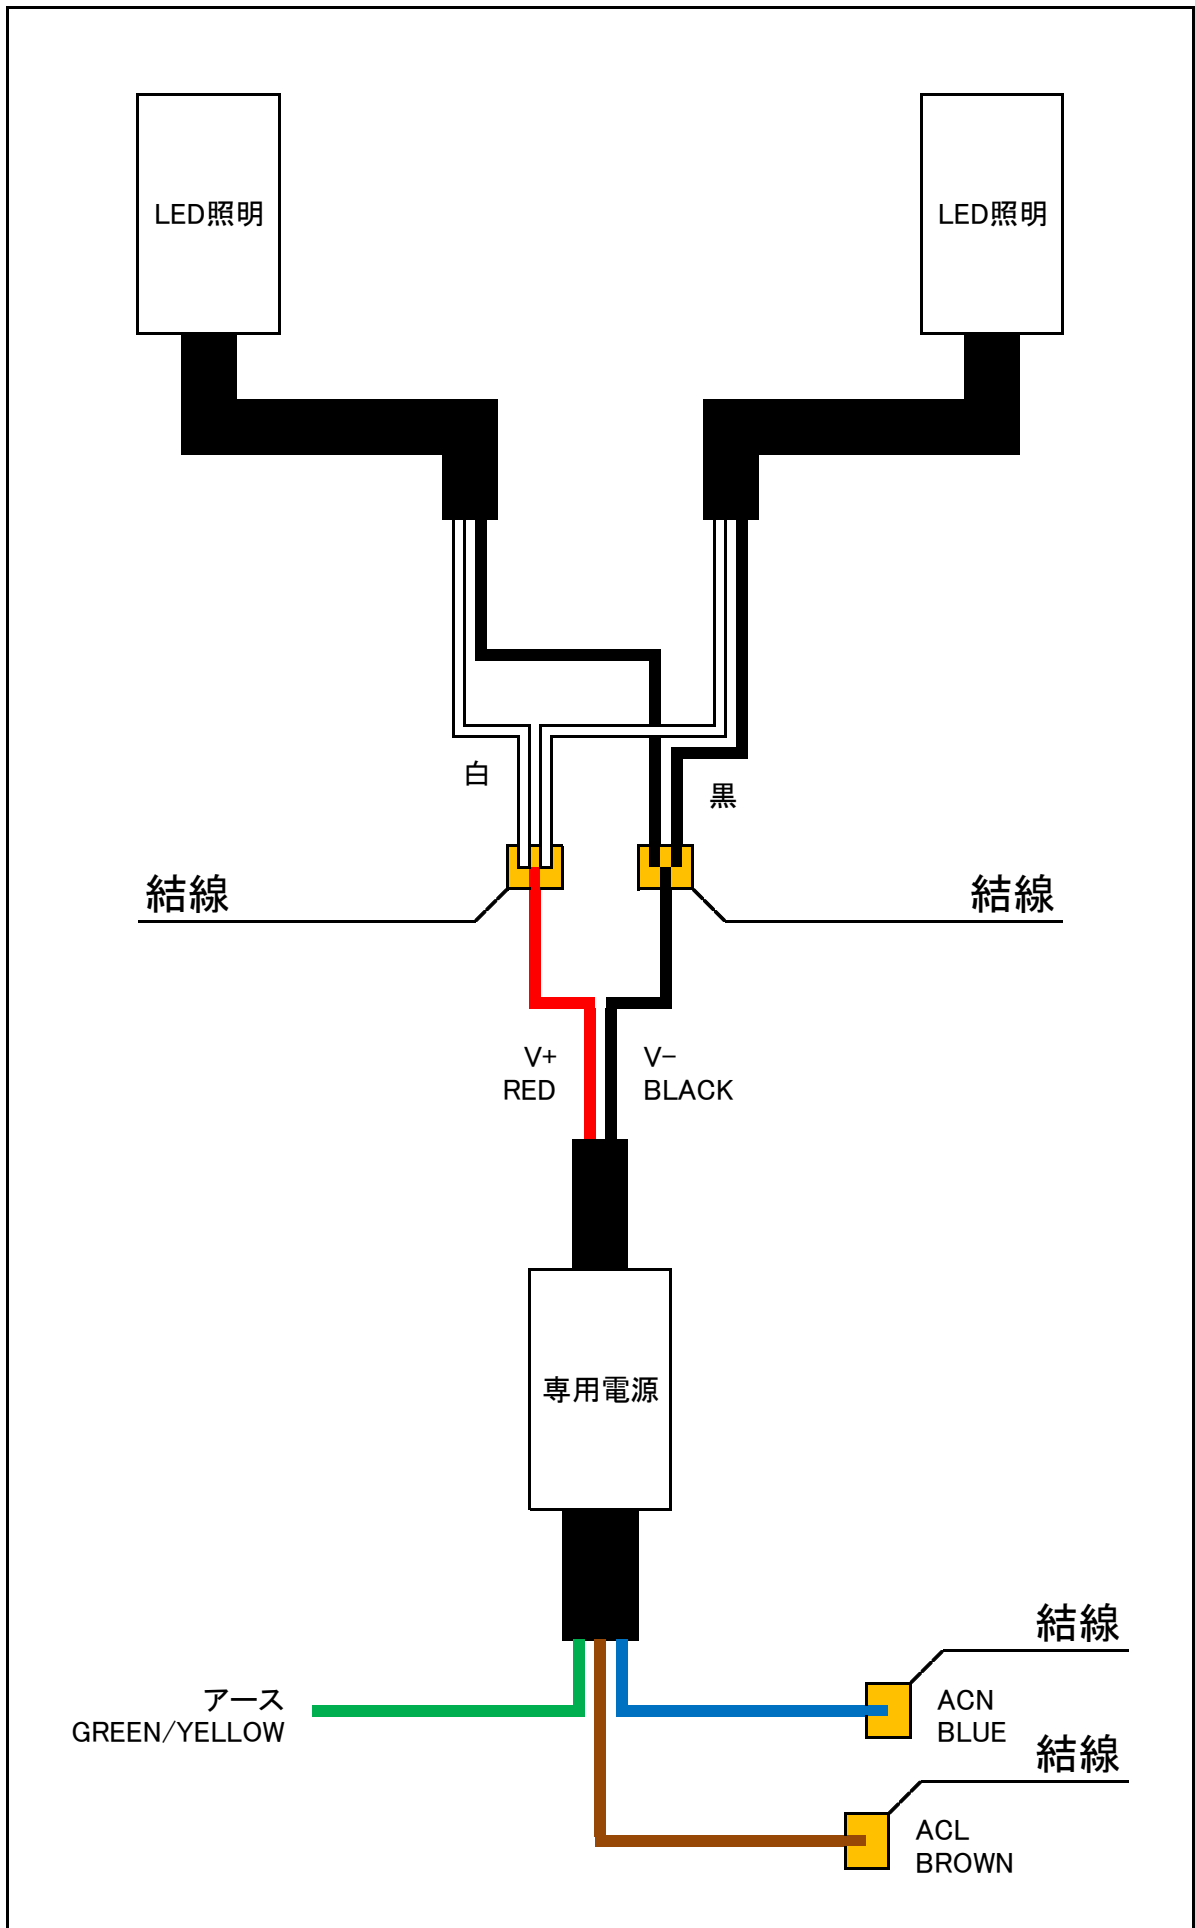 LED照明
LED照明
白
黒
結線
結線
V+
RED
V-
BLACK
専用電源
結線
アース
GREEN/YELLOW
ACN
BLUE
結線
ACL
BROWN